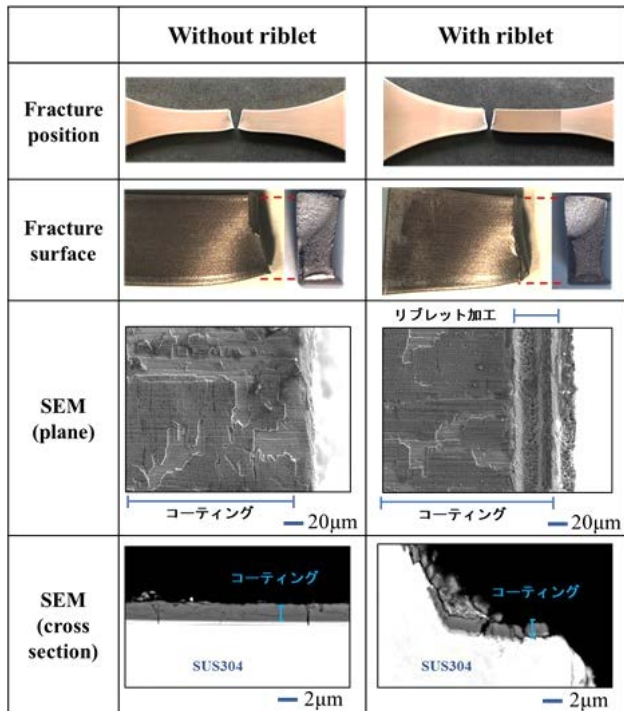 Without riblet
With riblet
Fracture
position
Fracture
surface
リブレット加工
SEM
(plane)
コーティング
20μm
コーティング
20μm
SEM
(cross
section)
コーティング
SUS304
2μm
コーティング
SUS304
2μm